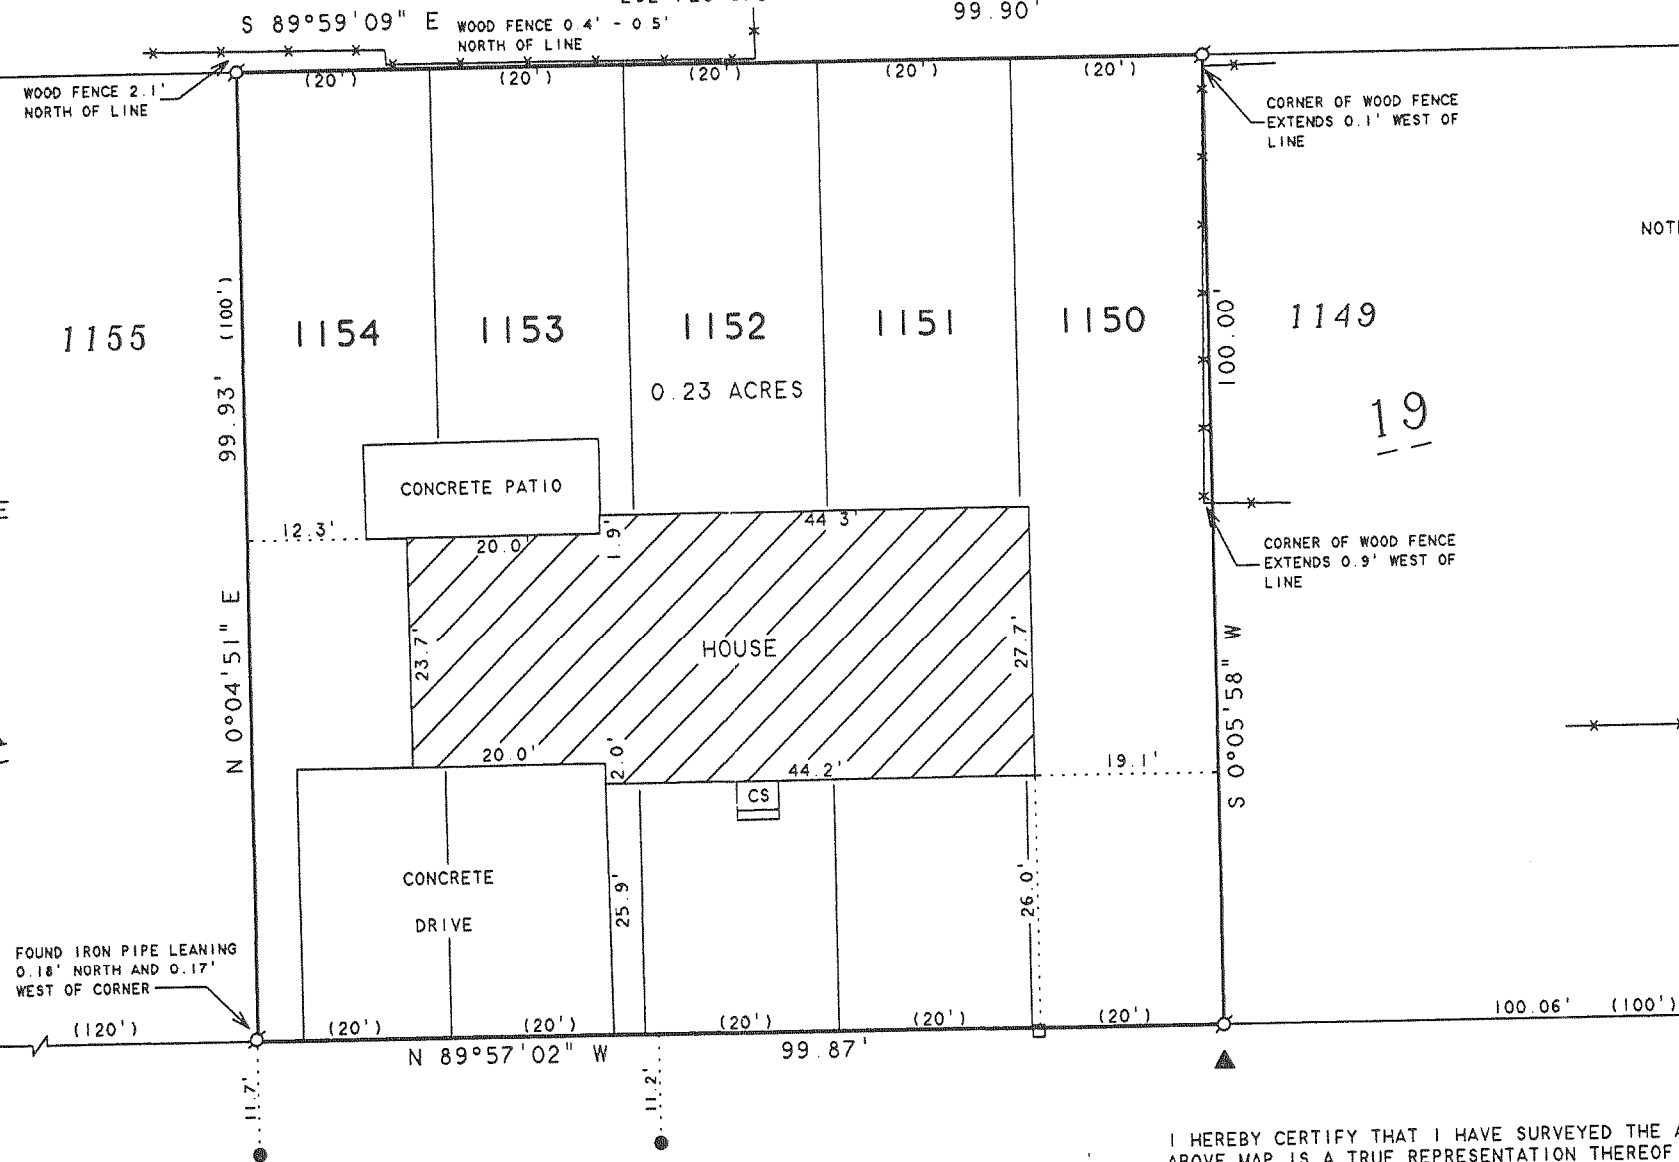 S 89°59'09" E
99.90'
WOOD FENCE 0.4' - 0.5'
NORTH OF LINE
WOOD FENCE 2.1'
NORTH OF LINE
(20')
(20')
(20')
(20')
(20')
CORNER OF WOOD FENCE
EXTENDS 0.1' WEST OF
LINE
1155
99.93' (100')
1154
1153
1152
1151
1150
100.00'
1149
0.23 ACRES
19
CONCRETE PATIO
12.3'
20.0'
1.9'
44.3'
CORNER OF WOOD FENCE
EXTENDS 0.9' WEST OF
LINE
N 0°04'51" E
23.7'
HOUSE
27.7'
S 0°05'58" W
20.0'
2.0'
44.2'
19.1'
CS
CONCRETE
DRIVE
25.9'
26.0'
FOUND IRON PIPE LEANING
0.18' NORTH AND 0.17'
WEST OF CORNER
(120')
(20')
(20')
(20')
(20')
(20')
100.06' (100')
N 89°57'02" W
99.87'
11.7'
11.2'
I HEREBY CERTIFY THAT I HAVE SURVEYED THE
ABOVE MAP IS A TRUE REPRESENTATION THEREOF